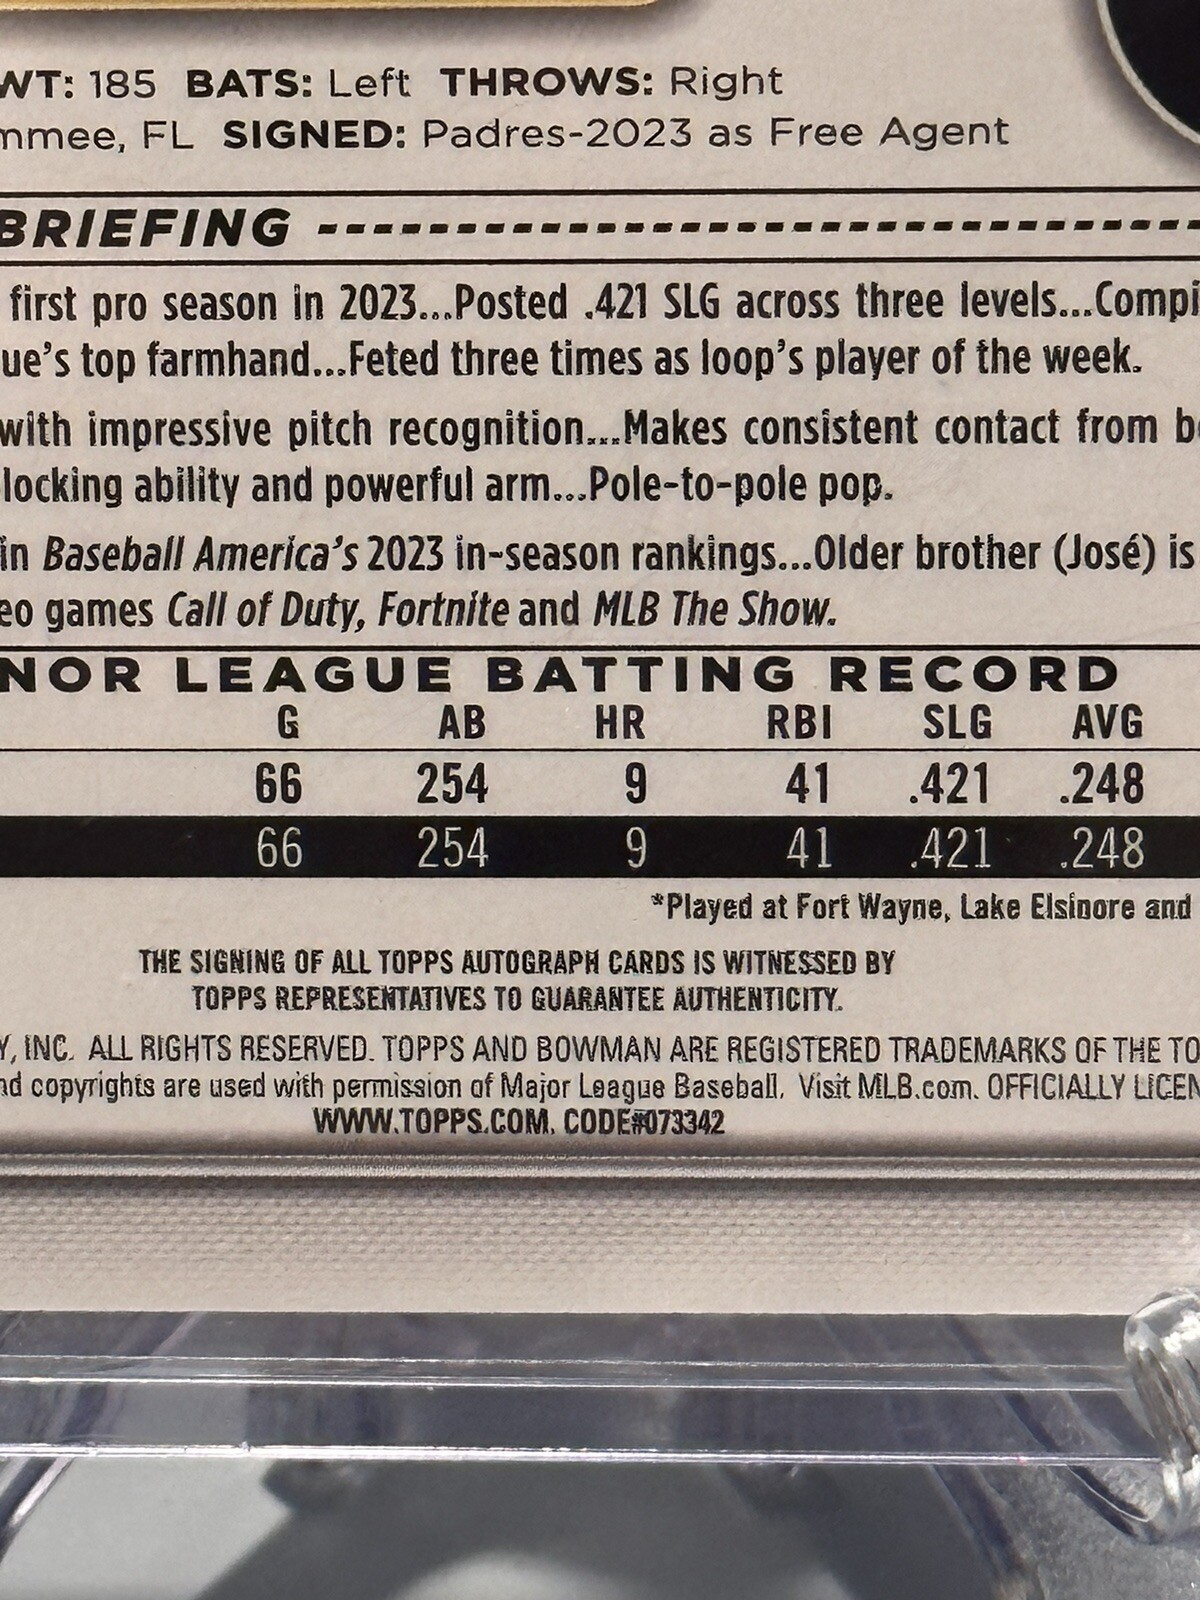 WT: 185 BATS: Left THROWS: Right
mmee, FL SIGNED: Padres-2023 as Free Agent
BRIEFING
first pro season in 2023...Posted .421 SLG across three levels...Compi
ue's top farmhand...Feted three times as loop's player of the week.
with impressive pitch recognition...Makes consistent contact from b
locking ability and powerful arm...Pole-to-pole pop.
in Baseball America's 2023 in-season rankings...Older brother (José) is
eo games Call of Duty, Fortnite and MLB The Show.
NOR LEAGUE BATTING RECORD
G AB HR RBI SLG AVG
66 254 9 41 .421 .248
66 254 9 41 .421 .248
*Played at Fort Wayne, Lake Elsinore and
THE SIGNING OF ALL TOPPS AUTOGRAPH CARDS IS WITNESSED BY
TOPPS REPRESENTATIVES TO GUARANTEE AUTHENTICITY.
Y, INC. ALL RIGHTS RESERVED. TOPPS AND BOWMAN ARE REGISTERED TRADEMARKS OF THE TO
nd copyrights are used with permission of Major League Baseball. Visit MLB.com. OFFICIALLY LICEN
WWW.TOPPS.COM. CODE#073342